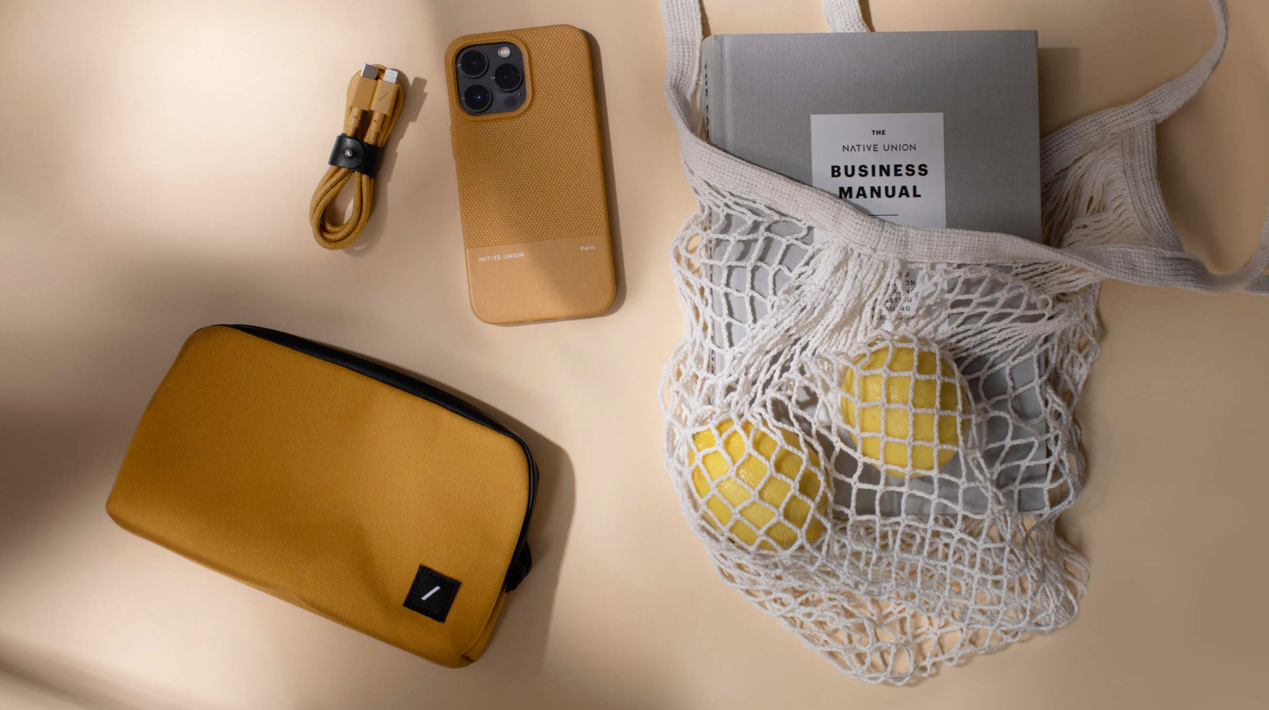 NATIVE UNION
Paris
THE
NATIVE UNION
BUSINESS
MANUAL